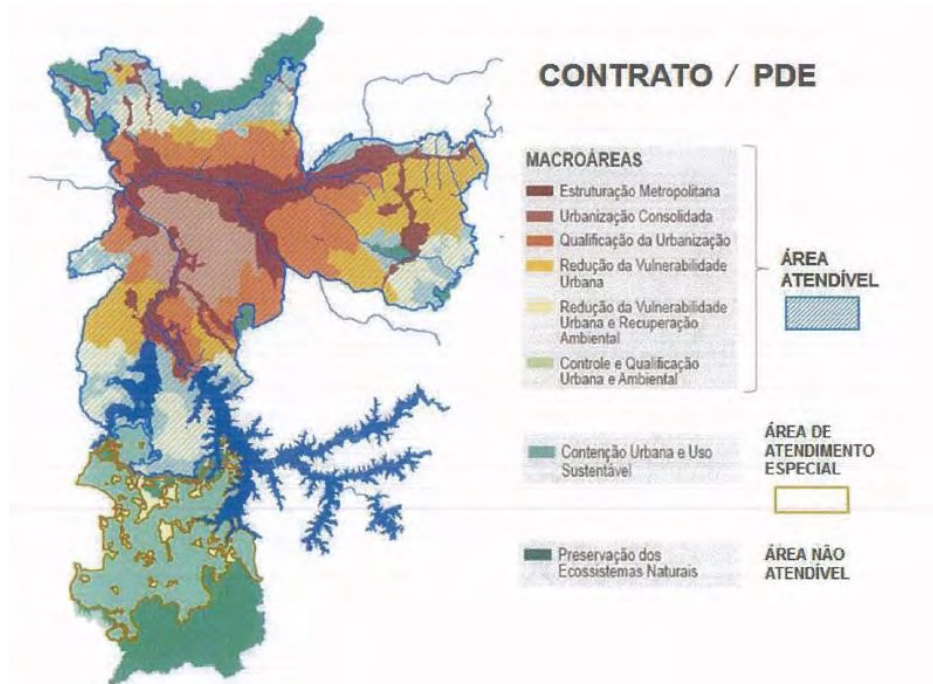 CONTRATO / PDE
MACROÁREAS
Estruturação Metropolitana
Urbanização Consolidada
Qualificação da Urbanização
Redução da Vulnerabilidade
Urbana
Redução da Vulnerabilidade
Urbana e Recuperação
Ambiental
Controle e Qualificação
Urbana e Ambiental
ÁREA
ATENDÍVEL
Contenção Urbana e Uso
Sustentável
ÁREA DE
ATENDIMENTO
ESPECIAL
Preservação dos
Ecossistemas Naturais
ÁREA NÃO
ATENDÍVEL